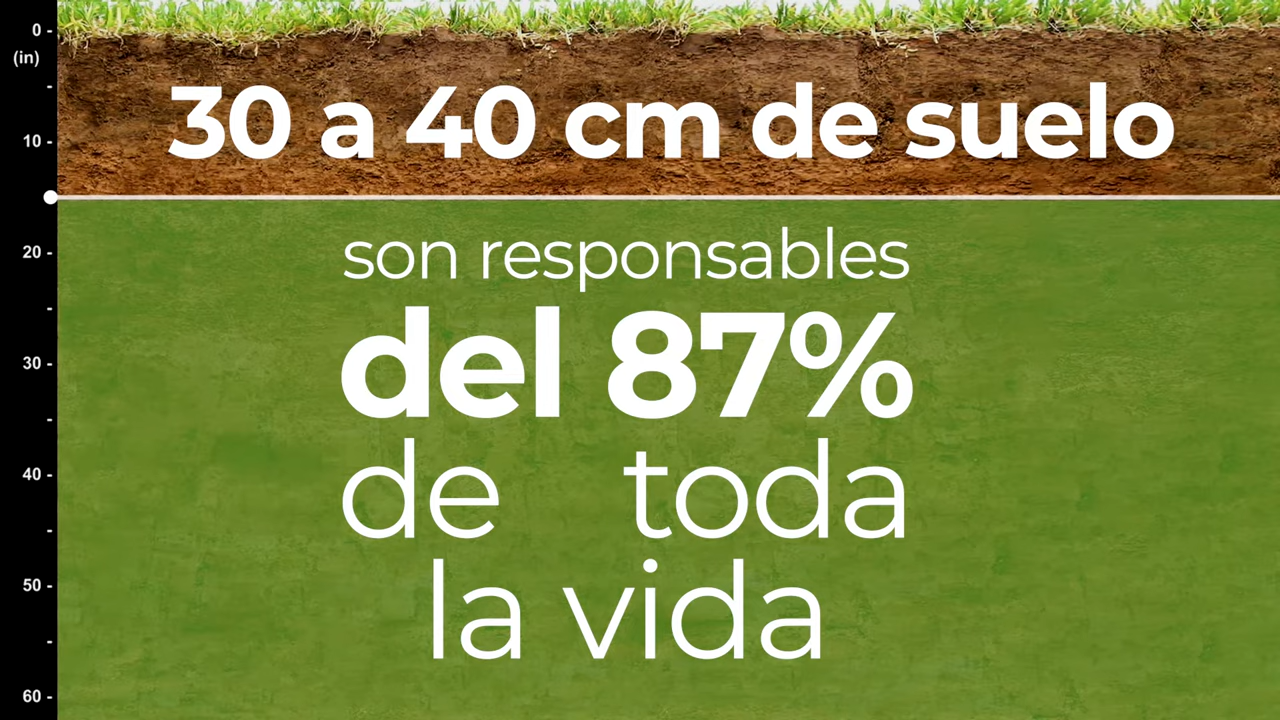 0 -
(in)
-
30 a 40 cm de suelo
10 -
son responsables
20 -
-
del 87%
30 -
-
de toda
40 -
-
la vida
50 -
-
60 -